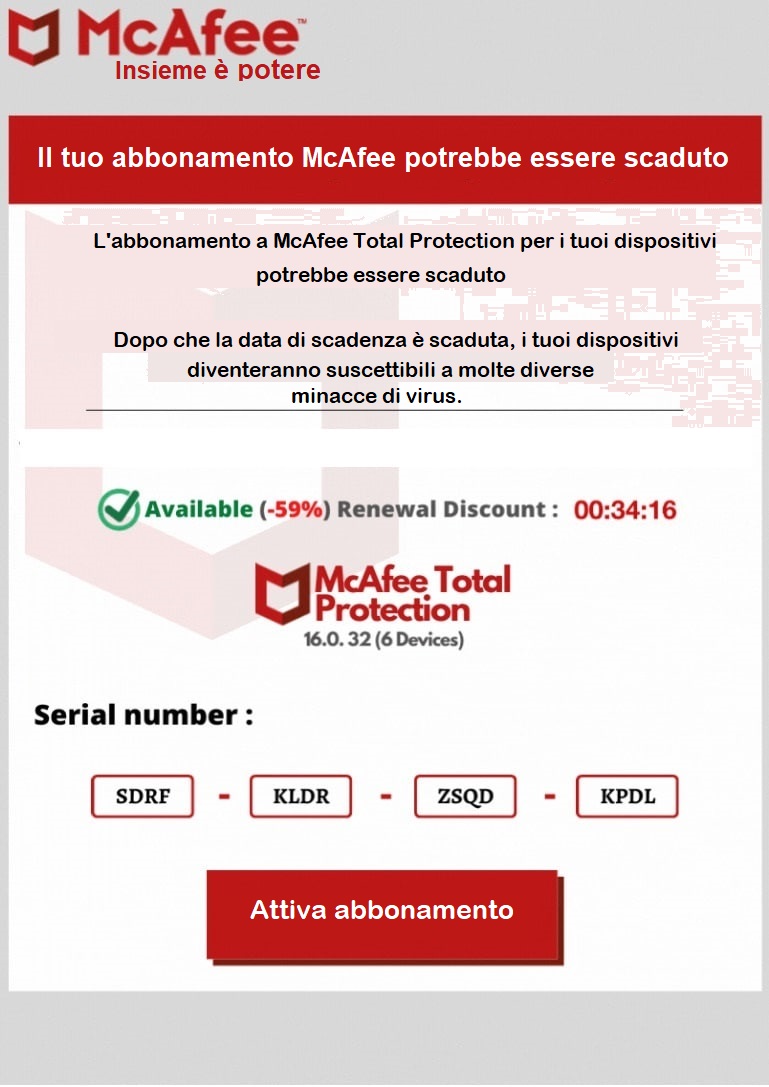 McAfee™
Insieme è potere
Il tuo abbonamento McAfee potrebbe essere scaduto
L'abbonamento a McAfee Total Protection per i tuoi dispositivi
potrebbe essere scaduto
Dopo che la data di scadenza è scaduta, i tuoi dispositivi
diventeranno suscettibili a molte diverse
minacce di virus.
Available (-59%) Renewal Discount : 00:34:16
McAfee Total
Protection
16.0. 32 (6 Devices)
Serial number :
SDRF - KLDR - ZSQD - KPDL
Attiva abbonamento